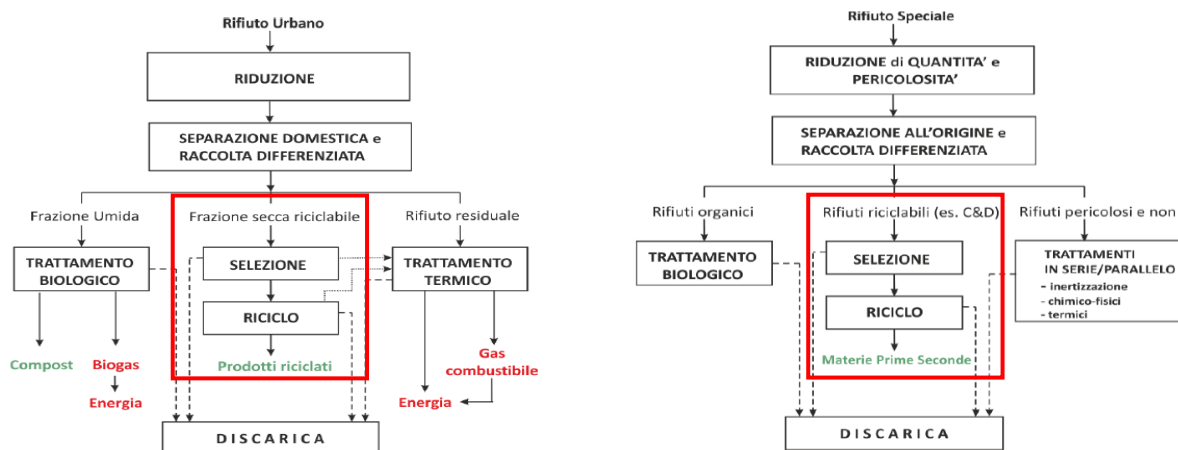 Rifiuto Urbano
RIDUZIONE
SEPARAZIONE DOMESTICA e
RACCOLTA DIFFERENZIATA
Frazione Umida
Frazione secca riciclabile
Rifiuto residuale
TRATTAMENTO
BIOLOGICO
SELEZIONE
TRATTAMENTO
TERMICO
RICICLO
Compost
Biogas
Prodotti riciclati
Gas
combustibile
Energia
Energia
DISCARICA
Rifiuto Speciale
RIDUZIONE di QUANTITA' e
PERICOLOSITA'
SEPARAZIONE ALL'ORIGINE e
RACCOLTA DIFFERENZIATA
Rifiuti organici
Rifiuti riciclabili (es. C&D)
Rifiuti pericolosi e non
TRATTAMENTO
BIOLOGICO
SELEZIONE
TRATTAMENTI
IN SERIE/PARALLELO
- inertizzazione
- chimico-fisici
- termici
RICICLO
Materie Prime Seconde
DISCARICA